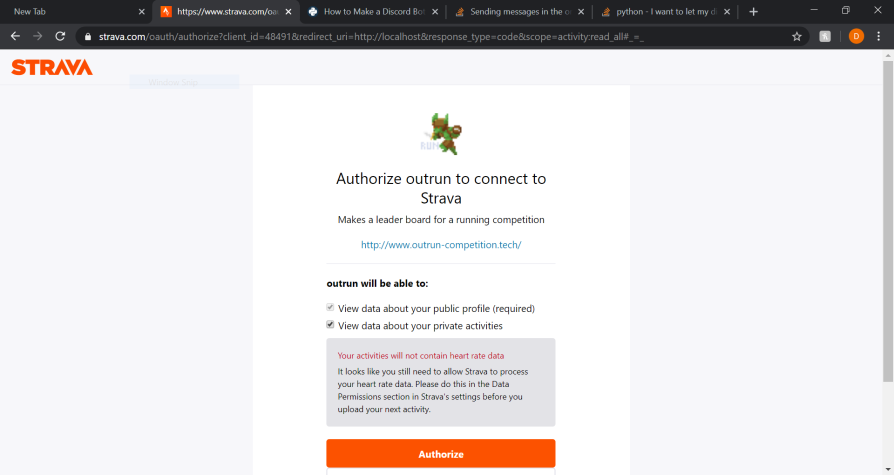 New Tab
https://www.strava.com/oau
How to Make a Discord Bot
Sending messages in the o
python - I want to let my di
strava.com/oauth/authorize?client_id=48491&redirect_uri=http://localhost&response_type=code&scope=activity:read_all#_=_
D
STRAVA
Window Snip
RUN
Authorize outrun to connect to
Strava
Makes a leader board for a running competition
http://www.outrun-competition.tech/
outrun will be able to:
View data about your public profile (required)
View data about your private activities
Your activities will not contain heart rate data
It looks like you still need to allow Strava to process
your heart rate data. Please do this in the Data
Permissions section in Strava's settings before you
upload your next activity.
Authorize